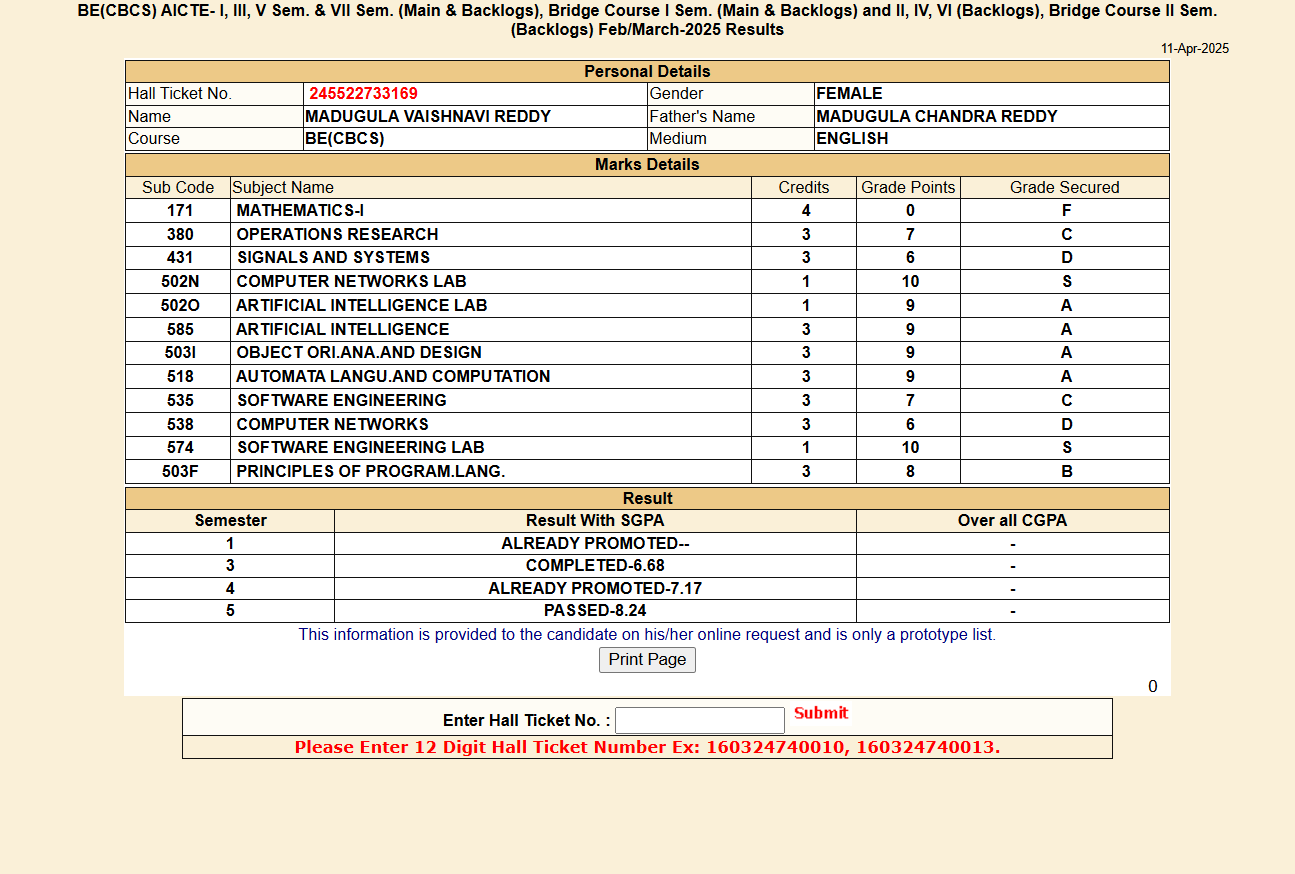 BE(CBCS) AICTE- I, III, V Sem. & VII Sem. (Main & Backlogs), Bridge Course I Sem. (Main & Backlogs) and II, IV, VI (Backlogs), Bridge Course II Sem.
(Backlogs) Feb/March-2025 Results
11-Apr-2025
Personal Details
Hall Ticket No. 245522733169 Gender FEMALE
Name MADUGULA VAISHNAVI REDDY Father's Name MADUGULA CHANDRA REDDY
Course BE(CBCS) Medium ENGLISH
Marks Details
Sub Code Subject Name Credits Grade Points Grade Secured
171 MATHEMATICS-I 4 0 F
380 OPERATIONS RESEARCH 3 7 C
431 SIGNALS AND SYSTEMS 3 6 D
502N COMPUTER NETWORKS LAB 1 10 S
502O ARTIFICIAL INTELLIGENCE LAB 1 9 A
585 ARTIFICIAL INTELLIGENCE 3 9 A
503I OBJECT ORI.ANA.AND DESIGN 3 9 A
518 AUTOMATA LANGU.AND COMPUTATION 3 9 A
535 SOFTWARE ENGINEERING 3 7 C
538 COMPUTER NETWORKS 3 6 D
574 SOFTWARE ENGINEERING LAB 1 10 S
503F PRINCIPLES OF PROGRAM.LANG. 3 8 B
Result
Semester Result With SGPA Over all CGPA
1 ALREADY PROMOTED-- -
3 COMPLETED-6.68 -
4 ALREADY PROMOTED-7.17 -
5 PASSED-8.24 -
This information is provided to the candidate on his/her online request and is only a prototype list.
Print Page
0
Enter Hall Ticket No. : Submit
Please Enter 12 Digit Hall Ticket Number Ex: 160324740010, 160324740013.